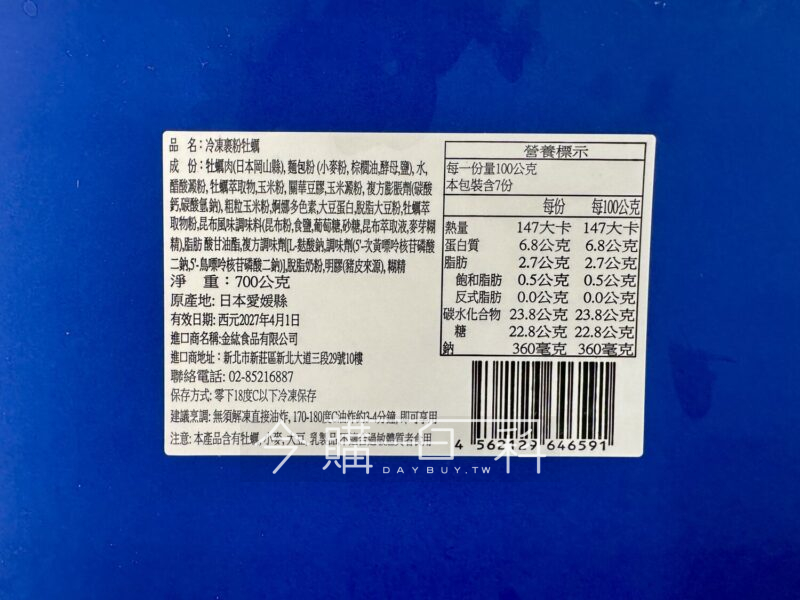 品 名:冷凍裹粉牡蠣
成 份:牡蠣肉(日本岡山縣), 麵包粉 (小麥粉, 棕櫚油,酵母,鹽), 水,
醋酸澱粉, 牡蠣萃取物,玉米粉, 關華豆膠,玉米澱粉, 複方膨脹劑(碳酸
鈣,碳酸氫鈉), 粗粒玉米粉,婀娜多色素,大豆蛋白,脫脂大豆粉,牡蠣萃
取物粉,昆布風味調味料(昆布粉,食鹽,葡萄糖,砂糖,昆布萃取液,麥芽糊
精),脂肪 酸甘油酯,複方調味劑[L-麩酸鈉,調味劑(5'-次黃嘌呤核苷磷酸
二鈉,5'-鳥嘌呤核苷磷酸二鈉)],脫脂奶粉,明膠(豬皮來源), 糊精
淨 重:700公克
原產地: 日本愛媛縣
有效日期: 西元2027年4月1日
進口商名稱:金紘食品有限公司
進口商地址: 新北市新莊區新北大道三段29號10樓
聯絡電話: 02-85216887
保存方式: 零下18度C以下冷凍保存
建議烹調: 無須解凍直接油炸, 170-180度C油炸約3-4分鐘, 即可享用
注意: 本產品含有牡蠣, 小麥,大豆, 乳製品 不適合過敏體質者食用
營養標示
每一份量100公克
本包裝含7份
每份 每100公克
熱量 147大卡 147大卡
蛋白質 6.8公克 6.8公克
脂肪 2.7公克 2.7公克
飽和脂肪 0.5公克 0.5公克
反式脂肪 0.0公克 0.0公克
碳水化合物 23.8公克 23.8公克
糖 22.8公克 22.8公克
鈉 360毫克 360毫克
4 562129 646591
今購百科
DAYBUY.TW